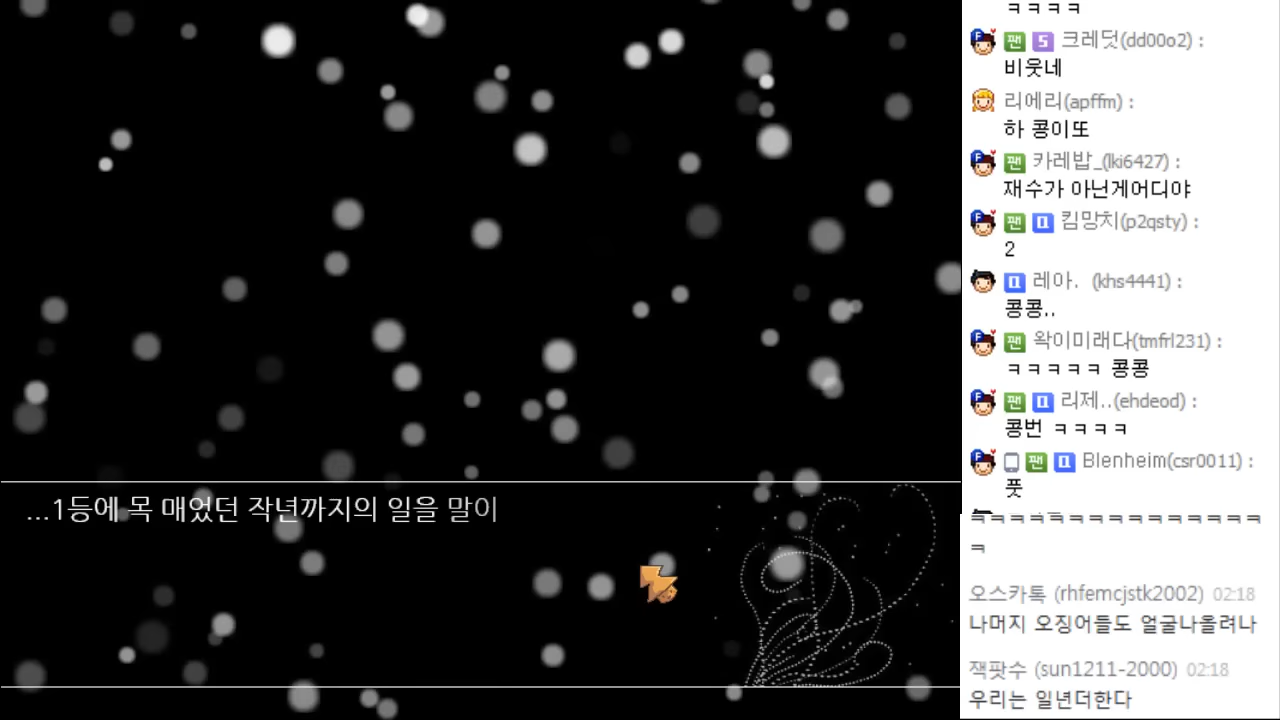 ...1등에 목 매었던 작년까지의 일을 말이
ㅋㅋㅋㅋ
팬 S 크레덧(dd00o2) :
비웃네
리에리(apffm) :
하 콩이또
팬 카레밥_(lki6427) :
재수가 아닌게어디야
팬 킴망치(p2qsty) :
2
레아. (khs4441) :
콩콩..
팬 왁이미래다(tmfrl231) :
ㅋㅋㅋㅋㅋ 콩콩
팬 리제..(ehdeod) :
콩번 ㅋㅋㅋㅋ
팬 Blenheim(csr0011) :
풋
ㅋㅋㅋㅋㅋㅋㅋㅋㅋㅋㅋㅋㅋㅋㅋ
ㅋ
오스카톡 (rhfemcjstk2002) 02:18
나머지 오징어들도 얼굴나올려나
잭팟수 (sun1211-2000) 02:18
우리는 일년더한다